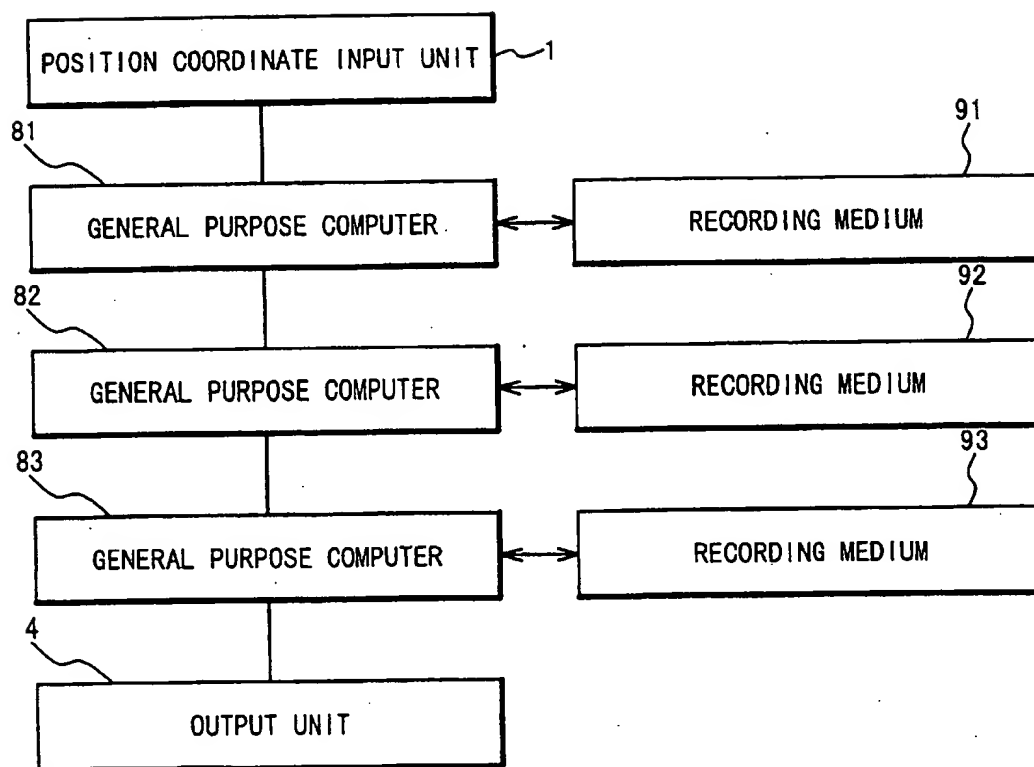 POSITION COORDINATE INPUT UNIT
1
81
91
GENERAL PURPOSE COMPUTER
RECORDING MEDIUM
82
92
GENERAL PURPOSE COMPUTER
RECORDING MEDIUM
83
93
GENERAL PURPOSE COMPUTER
RECORDING MEDIUM
4
OUTPUT UNIT